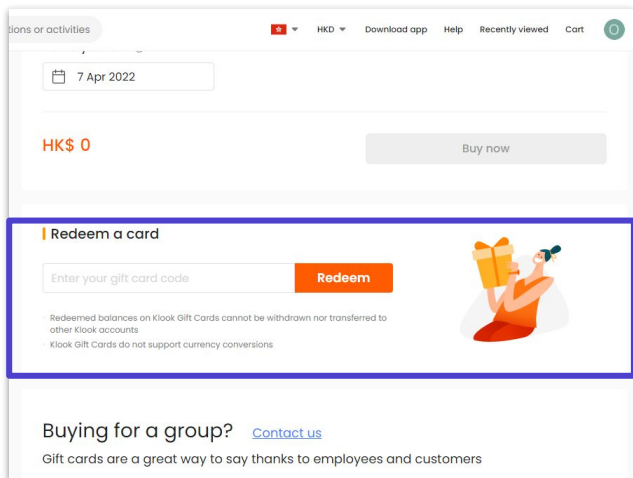 tions or activities
HKD
Download app
Help
Recently viewed
Cart
O
7 Apr 2022
HK$ 0
Buy now
Redeem a card
Enter your gift card code
Redeem
Redeemed balances on Klook Gift Cards cannot be withdrawn nor transferred to
other Klook accounts
Klook Gift Cards do not support currency conversions
Buying for a group? Contact us
Gift cards are a great way to say thanks to employees and customers